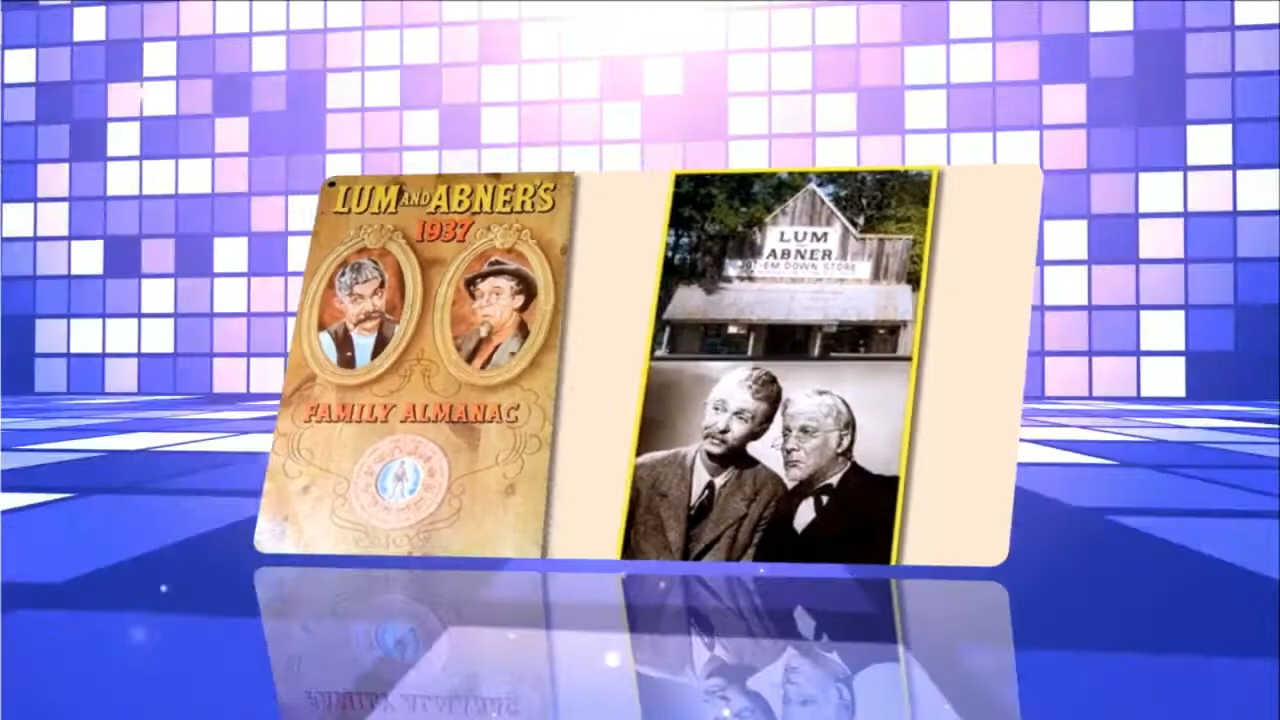 LUM AND ABNER'S
1937
FAMILY ALMANAC
LUM
ABNER
JOT-EM DOWN STORE